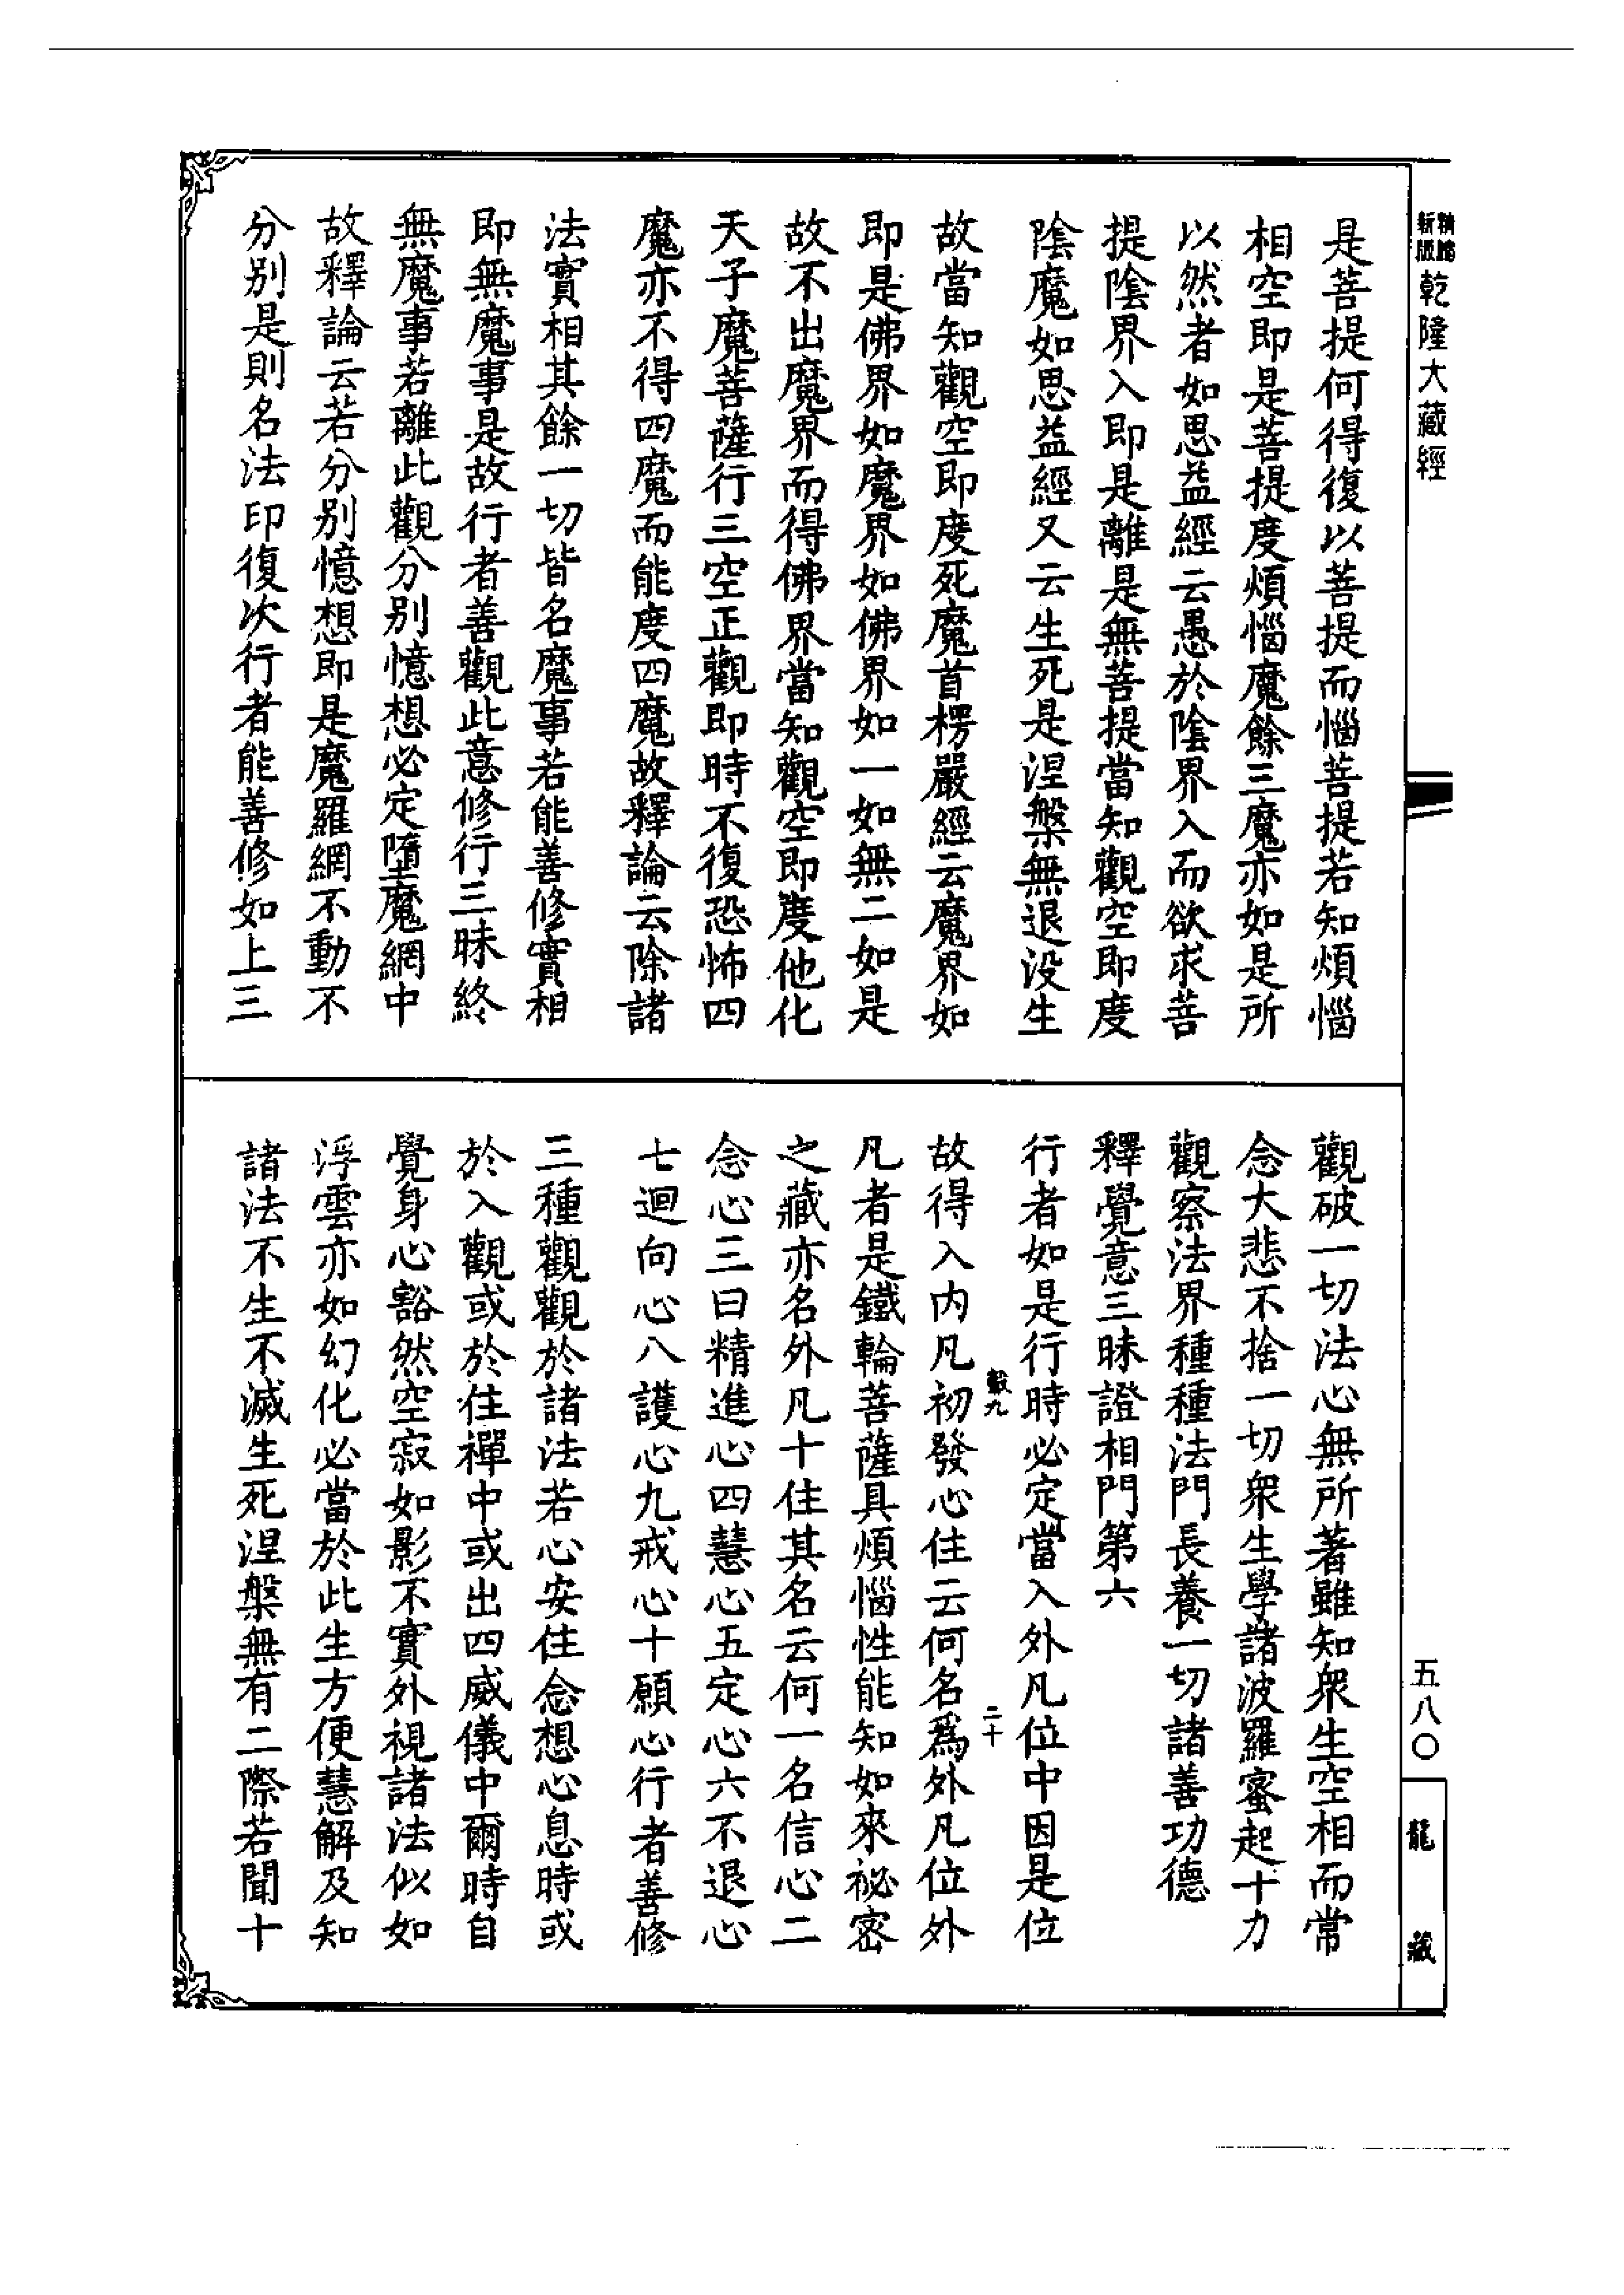 精縮
新版
乾隆大藏經
是菩提何得復以菩提而惱菩提若知煩惱
相空即是菩提度煩惱魔餘三魔亦如是所
以然者如思益經云愚於陰界入而欲求菩
提陰界入即是離是無菩提當知觀空即度
陰魔如思益經又云生死是涅槃無退没生
故當知觀空即度死魔首楞嚴經云魔界如
即是佛界如魔界如佛界如一如無二如是
故不出魔界而得佛界當知觀空即度他化
天子魔菩薩行三空正觀即時不復恐怖四
魔亦不得四魔而能度四魔故釋論云除諸
法實相其餘一切皆名魔事若能善修實相
即無魔事是故行者善觀此意修行三昧終
無魔事若離此觀分別憶想必定墮魔網中
故釋論云若分別憶想即是魔羅網不動不
分別是則名法印復次行者能善修如上三
觀破一切法心無所著雖知衆生空相而常
念大悲不捨一切衆生學諸波羅蜜起十力
觀察法界種種法門長養一切諸善功德
釋覺意三昧證相門第六
行者如是行時必定當入外凡位中因是位
二十
故得入内凡初發心住云何名爲外凡位外
凡者是鐵輪菩薩具煩惱性能知如來祕密
之藏亦名外凡十住其名云何一名信心二
念心三曰精進心四慧心五定心六不退心
七迴向心八護心九戒心十願心行者善修
三種觀觀於諸法若心安住念想心息時或
於入觀或於住禪中或出四威儀中爾時自
覺身心豁然空寂如影不實外視諸法似如
浮雲亦如幻化必當於此生方便慧解及知
諸法不生不滅生死涅槃無有二際若聞十
五八〇
龍藏